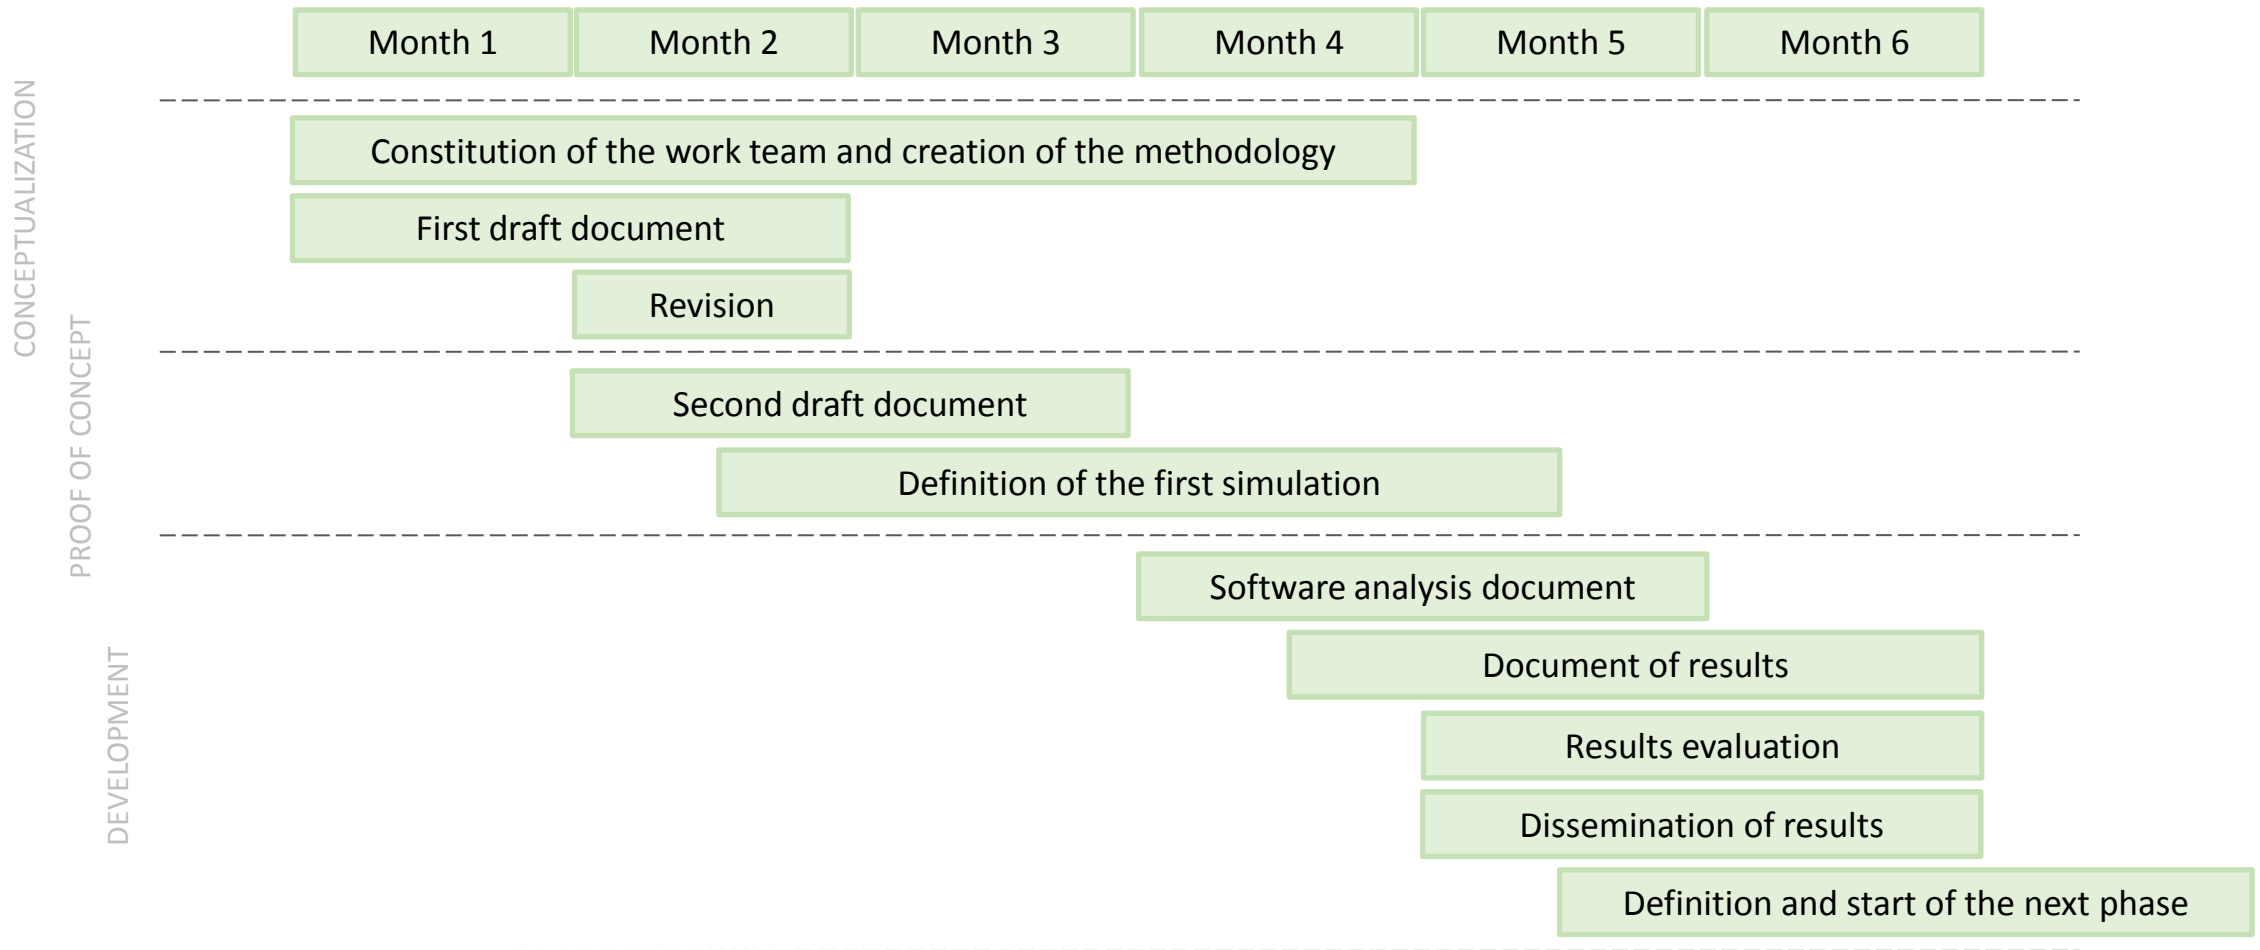 Month 1
Month 2
Month 3
Month 4
Month 5
Month 6
CONCEPTUALIZATION
Constitution of the work team and creation of the methodology
First draft document
Revision
PROOF OF CONCEPT
Second draft document
Definition of the first simulation
DEVELOPMENT
Software analysis document
Document of results
Results evaluation
Dissemination of results
Definition and start of the next phase